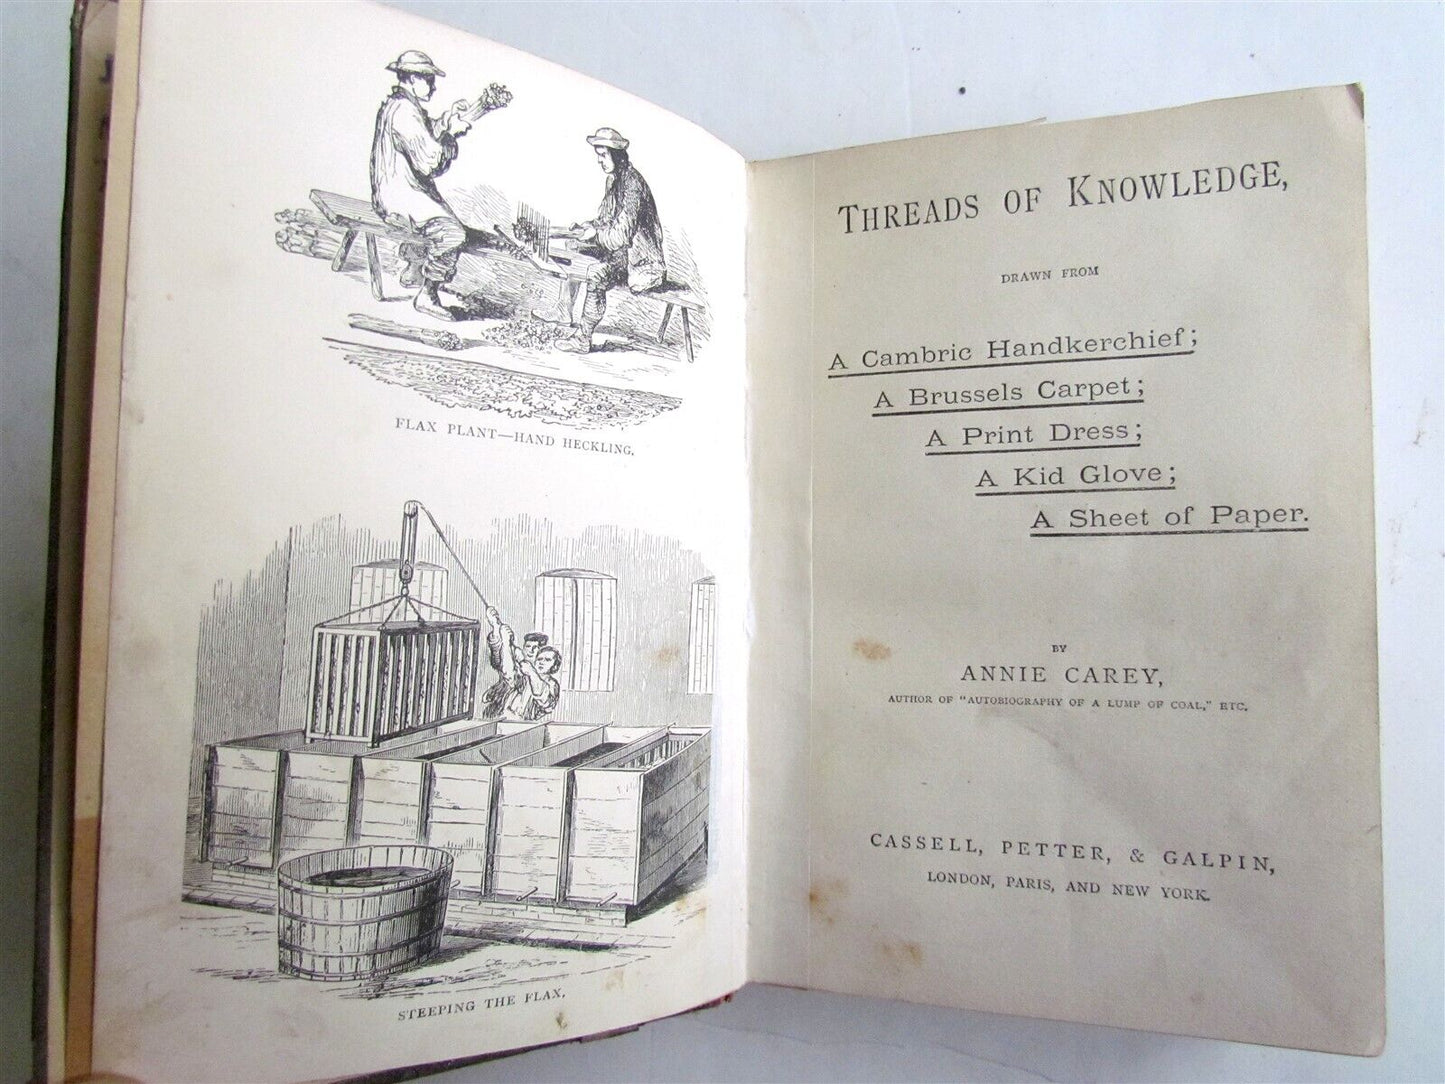 FLAX PLANT—HAND HECKLING.
STEEPING THE FLAX.
THREADS OF KNOWLEDGE,
DRAWN FROM
A Cambric Handkerchief;
A Brussels Carpet;
A Print Dress;
A Kid Glove;
A Sheet of Paper.
BY
ANNIE CAREY,
AUTHOR OF "AUTOBIOGRAPHY OF A LUMP OF COAL," ETC.
CASSELL, PETTER, & GALPIN,
LONDON, PARIS, AND NEW YORK.